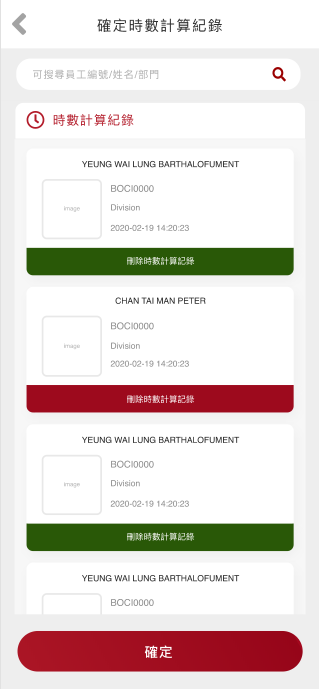 確定時數計算紀錄
可搜尋員工編號/姓名/部門
時數計算紀錄
YEUNG WAI LUNG BARTHALOFUMENT
image
BOCI0000
Division
2020-02-19 14:20:23
刪除時數計算記錄
CHAN TAI MAN PETER
image
BOCI0000
Division
2020-02-19 14:20:23
刪除時數計算記錄
YEUNG WAI LUNG BARTHALOFUMENT
image
BOCI0000
Division
2020-02-19 14:20:23
刪除時數計算記錄
YEUNG WAI LUNG BARTHALOFUMENT
BOCI0000
確定